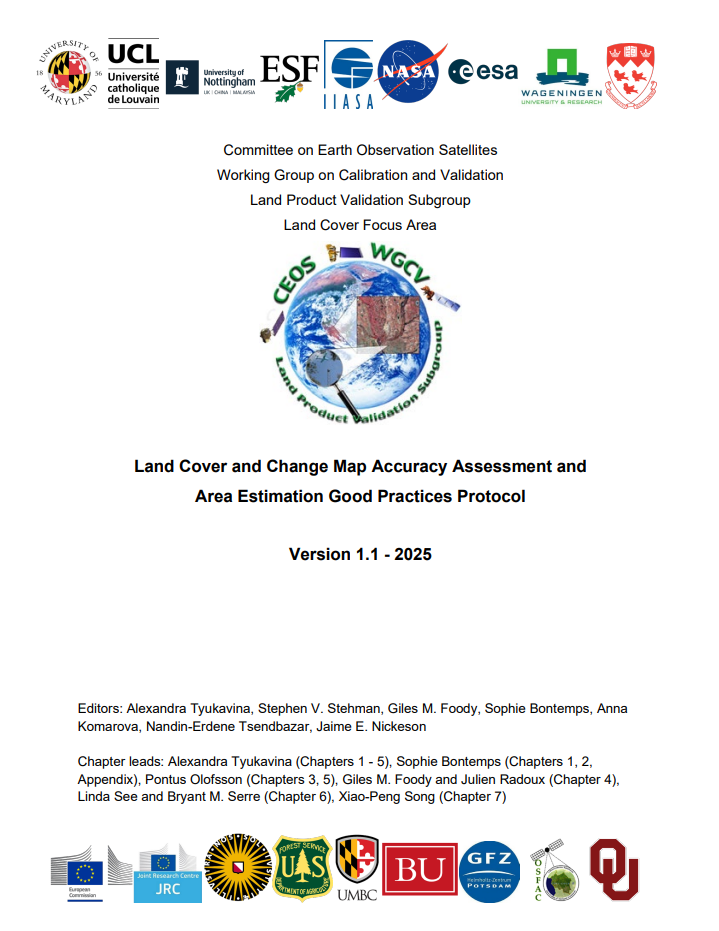 UNIVERSITY OF
18 56
MARYLAND
UCL
Université
catholique
de Louvain
University of
Nottingham
UK | CHINA | MALAYSIA
ESF
IIASA
NASA
esa
WAGENINGEN
UNIVERSITY & RESEARCH
Committee on Earth Observation Satellites
Working Group on Calibration and Validation
Land Product Validation Subgroup
Land Cover Focus Area
CEOS WGCV
Land Product Validation Subgroup
Land Cover and Change Map Accuracy Assessment and
Area Estimation Good Practices Protocol
Version 1.1 - 2025
Editors: Alexandra Tyukavina, Stephen V. Stehman, Giles M. Foody, Sophie Bontemps, Anna
Komarova, Nandin-Erdene Tsendbazar, Jaime E. Nickeson
Chapter leads: Alexandra Tyukavina (Chapters 1 - 5), Sophie Bontemps (Chapters 1, 2,
Appendix), Pontus Olofsson (Chapters 3, 5), Giles M. Foody and Julien Radoux (Chapter 4),
Linda See and Bryant M. Serre (Chapter 6), Xiao-Peng Song (Chapter 7)
European
Commission
Joint Research Centre
JRC
FOREST SERVICE
U S
DEPARTMENT OF AGRICULTURE
UMBC
BU
GFZ
Helmholtz-Zentrum
POTSDAM
OSFAC
OU